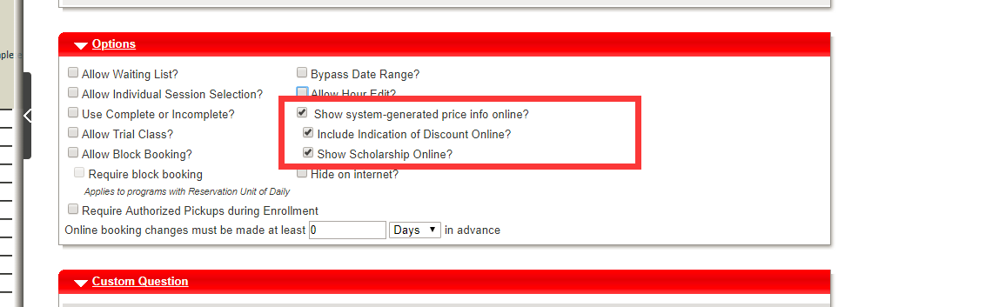 Options
Allow Waiting List? Bypass Date Range?
Allow Individual Session Selection? Allow Hour Edit?
Use Complete or Incomplete? Show system-generated price info online?
Allow Trial Class? Include Indication of Discount Online?
Allow Block Booking? Show Scholarship Online?
Require block booking Hide on internet?
Applies to programs with Reservation Unit of Daily
Require Authorized Pickups during Enrollment
Online booking changes must be made at least 0 Days in advance
Custom Question